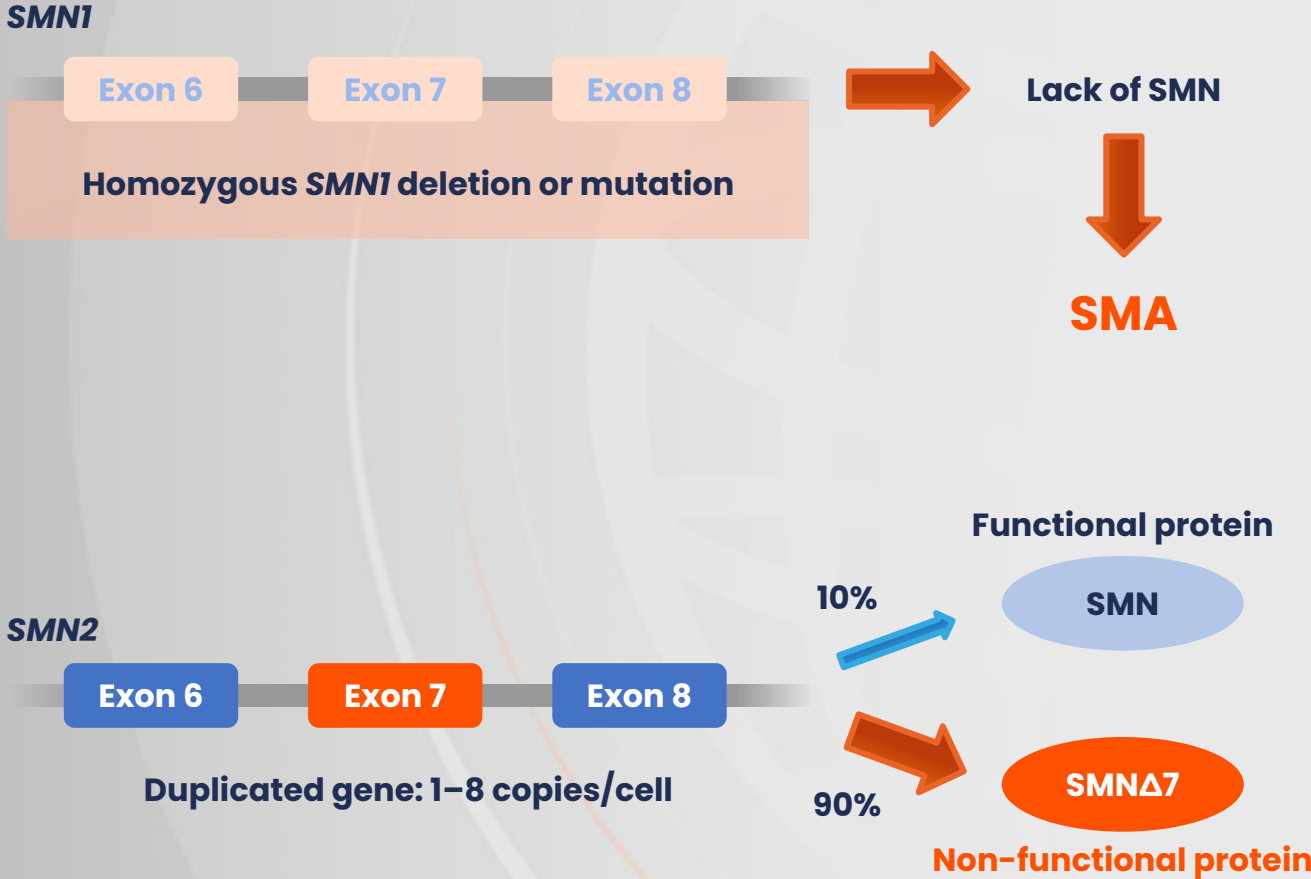 SMN1
Exon 6 Exon 7 Exon 8
Lack of SMN
Homozygous SMN1 deletion or mutation
SMA
Functional protein
10%
SMN
SMN2
Exon 6 Exon 7 Exon 8
Duplicated gene: 1–8 copies/cell
90%
SMNΔ7
Non-functional protein